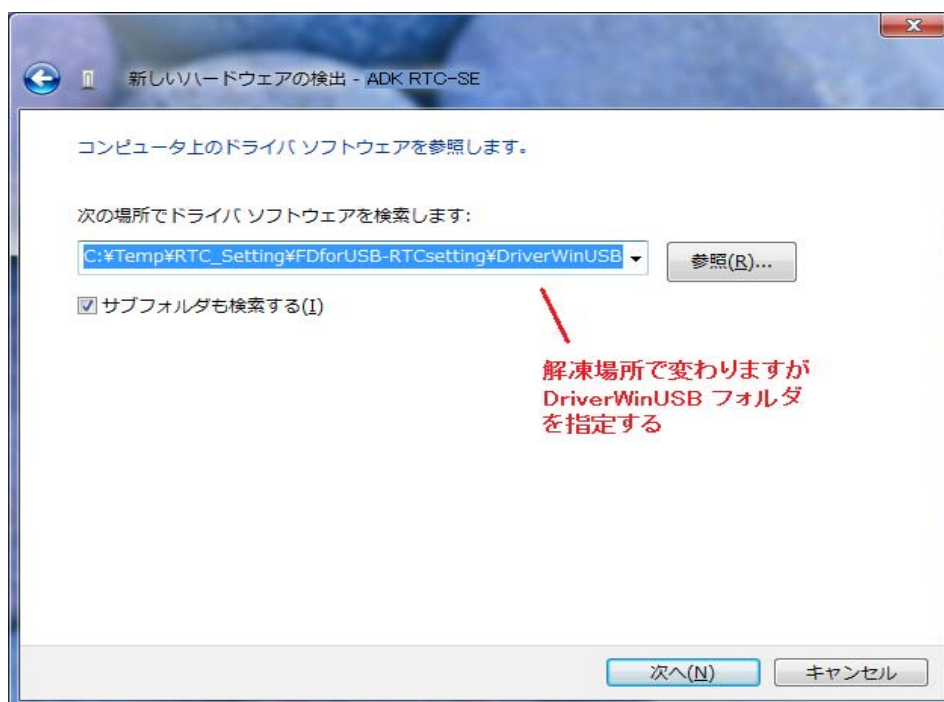 新しいハードウェアの検出 - ADK RTC-SE
コンピュータ上のドライバ ソフトウェアを参照します。
次の場所でドライバ ソフトウェアを検索します:
C:¥Temp¥RTC_Setting¥FDforUSB-RTCsetting¥DriverWinUSB
参照(R)...
サブフォルダも検索する(I)
解凍場所で変わりますが
DriverWinUSB フォルダ
を指定する
次へ(N)
キャンセル